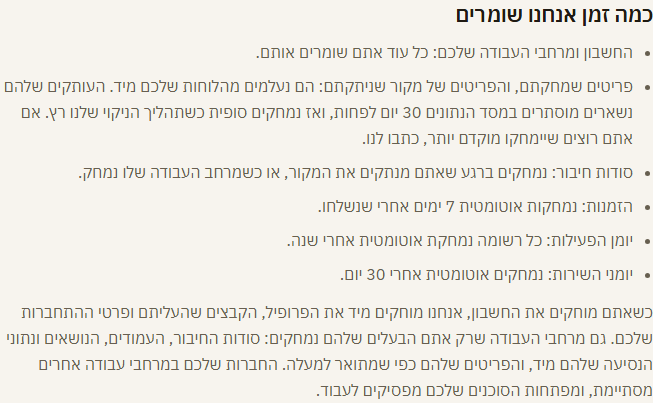 כמה זמן אנחנו שומרים
• החשבון ומרחבי העבודה שלכם: כל עוד אתם שומרים אותם.
• פריטים שמחקתם, והפריטים של מקור שניתקתם: הם נעלמים מהלוחות שלכם מיד. העותקים שלהם
נשארים מוסתרים במסד הנתונים 30 יום לפחות, ואז נמחקים סופית כשתהליך הניקוי שלנו רץ. אם
אתם רוצים שיימחקו מוקדם יותר, כתבו לנו.
• סודות חיבור: נמחקים ברגע שאתם מנתקים את המקור, או כשמרחב העבודה שלו נמחק.
• הזמנות: נמחקות אוטומטית 7 ימים אחרי שנשלחו.
• יומן הפעילות: כל רשומה נמחקת אוטומטית אחרי שנה.
• יומני השירות: נמחקים אוטומטית אחרי 30 יום.
כשאתם מוחקים את החשבון, אנחנו מוחקים מיד את הפרופיל, הקבצים שהעליתם ופרטי ההתחברות
שלכם. גם מרחבי העבודה שרק אתם הבעלים שלהם נמחקים: סודות החיבור, העמודים, הנושאים ונתוני
הנסיעה שלהם מיד, והפריטים שלהם כפי שמתואר למעלה. החברות שלכם במרחבי עבודה אחרים
מסתיימת, ומפתחות הסוכנים שלכם מפסיקים לעבוד.